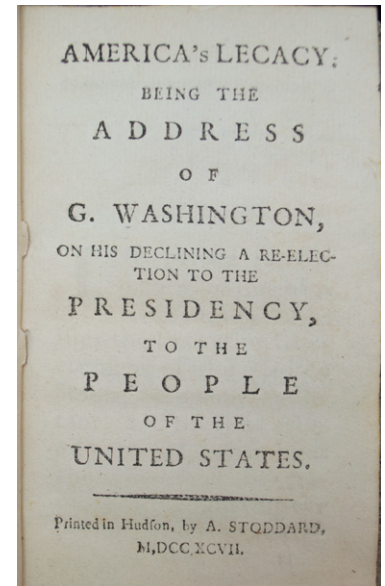 AMERICA's LEGACY:
BEING THE
ADDRESS
OF
G. WASHINGTON,
ON HIS DECLINING A RE-ELEC-
TION TO THE
PRESIDENCY,
TO THE
PEOPLE
OF THE
UNITED STATES.
Printed in Hudſon, by A. STODDARD,
M,DCC,XCVII.